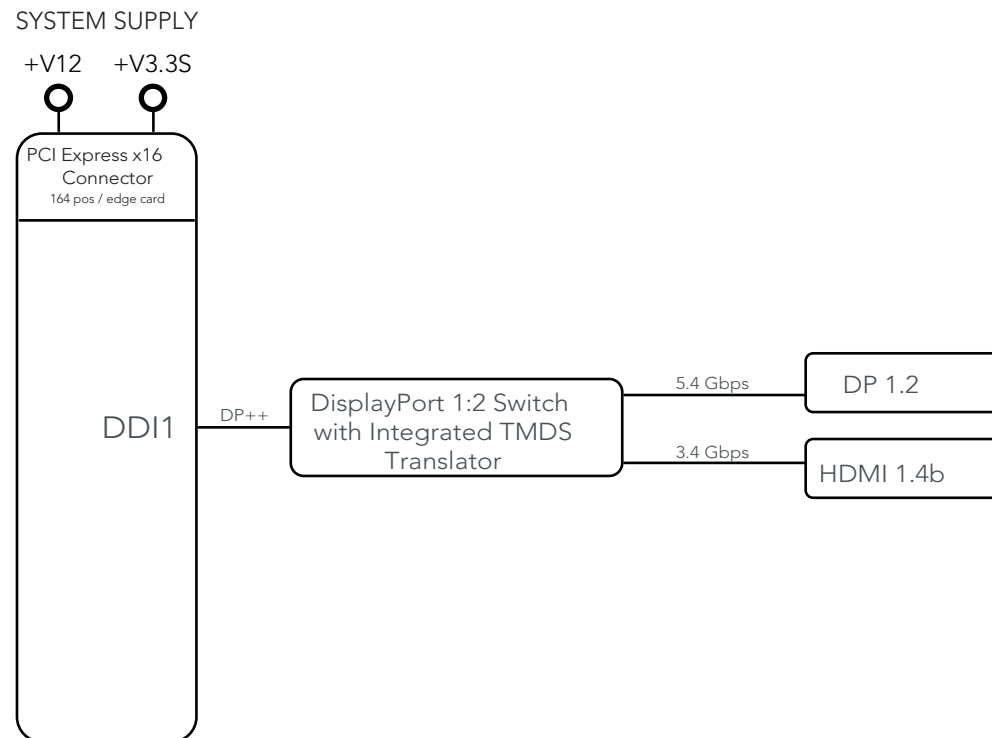 SYSTEM SUPPLY
+V12 +V3.3S
PCI Express x16
Connector
164 pos / edge card
DDI1
DP++
DisplayPort 1:2 Switch
with Integrated TMDS
Translator
5.4 Gbps
DP 1.2
3.4 Gbps
HDMI 1.4b